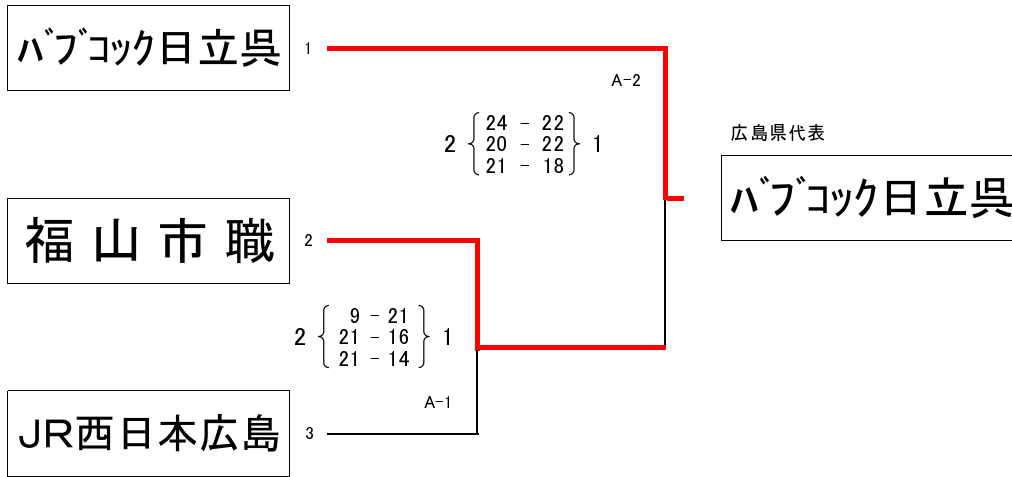 ﾊﾞﾌﾞｺｯｸ日立呉
1
A-2
2 { 24 - 22 } 1
20 - 22
21 - 18
広島県代表
ﾊﾞﾌﾞｺｯｸ日立呉
福山市職
2
2 { 9 - 21 } 1
21 - 16
21 - 14
A-1
JR西日本広島
3